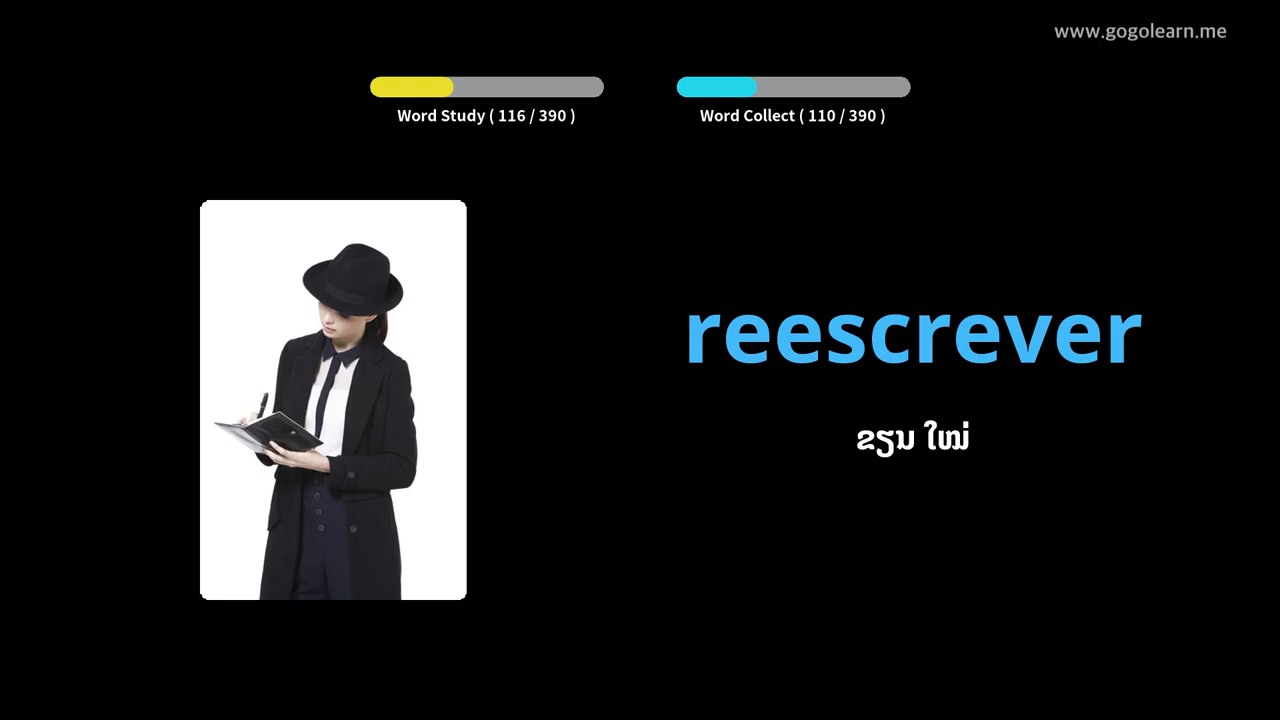 www.gogolearn.me
Word Study ( 116 / 390 )
Word Collect ( 110 / 390 )
reescrever
ຂຽນ ໃໝ່